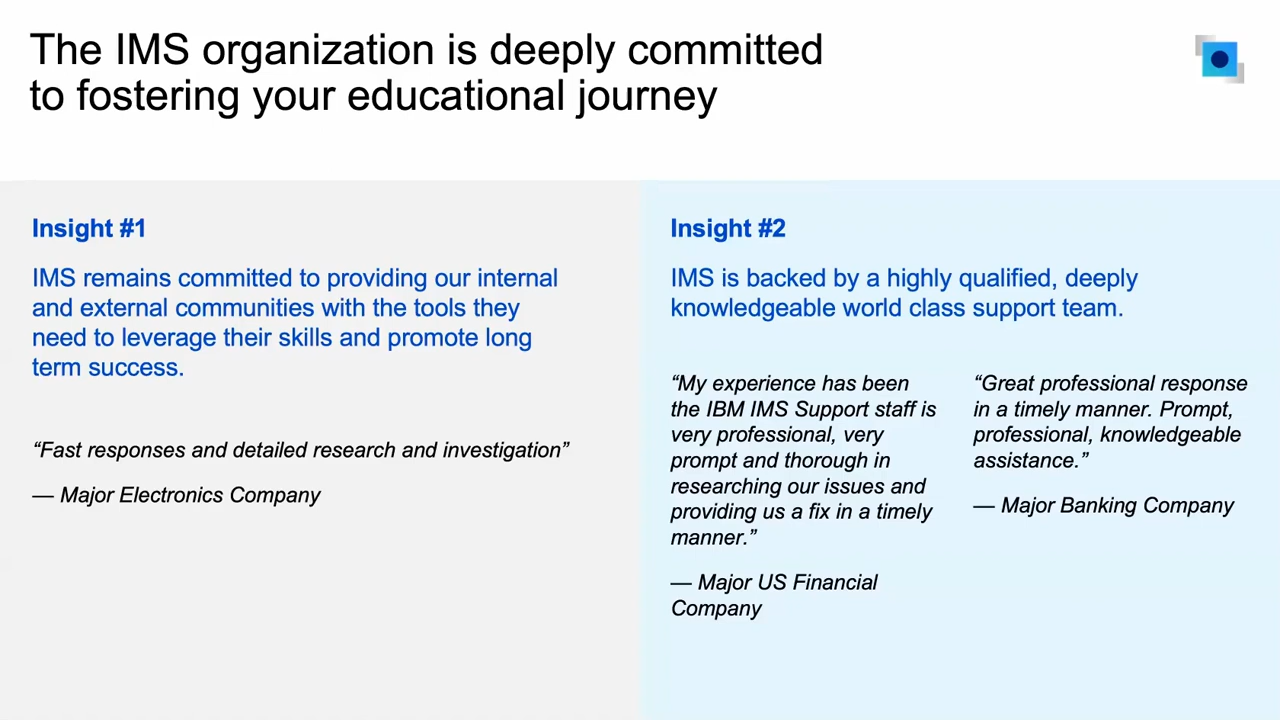 The IMS organization is deeply committed
to fostering your educational journey
Insight #1
IMS remains committed to providing our internal
and external communities with the tools they
need to leverage their skills and promote long
term success.
“Fast responses and detailed research and investigation”
— Major Electronics Company
Insight #2
IMS is backed by a highly qualified, deeply
knowledgeable world class support team.
“My experience has been
the IBM IMS Support staff is
very professional, very
prompt and thorough in
researching our issues and
providing us a fix in a timely
manner.”
— Major US Financial
Company
“Great professional response
in a timely manner. Prompt,
professional, knowledgeable
assistance.”
— Major Banking Company